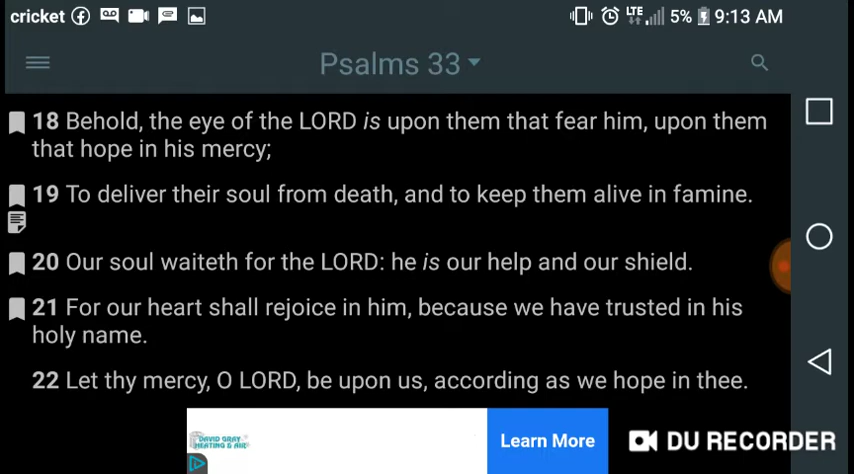 cricket LTE 5% 9:13 AM
Psalms 33
18 Behold, the eye of the LORD is upon them that fear him, upon them
that hope in his mercy;
19 To deliver their soul from death, and to keep them alive in famine.
20 Our soul waiteth for the LORD: he is our help and our shield.
21 For our heart shall rejoice in him, because we have trusted in his
holy name.
22 Let thy mercy, O LORD, be upon us, according as we hope in thee.
DAVID GRAY
HEATING & AIR
Learn More
DU RECORDER